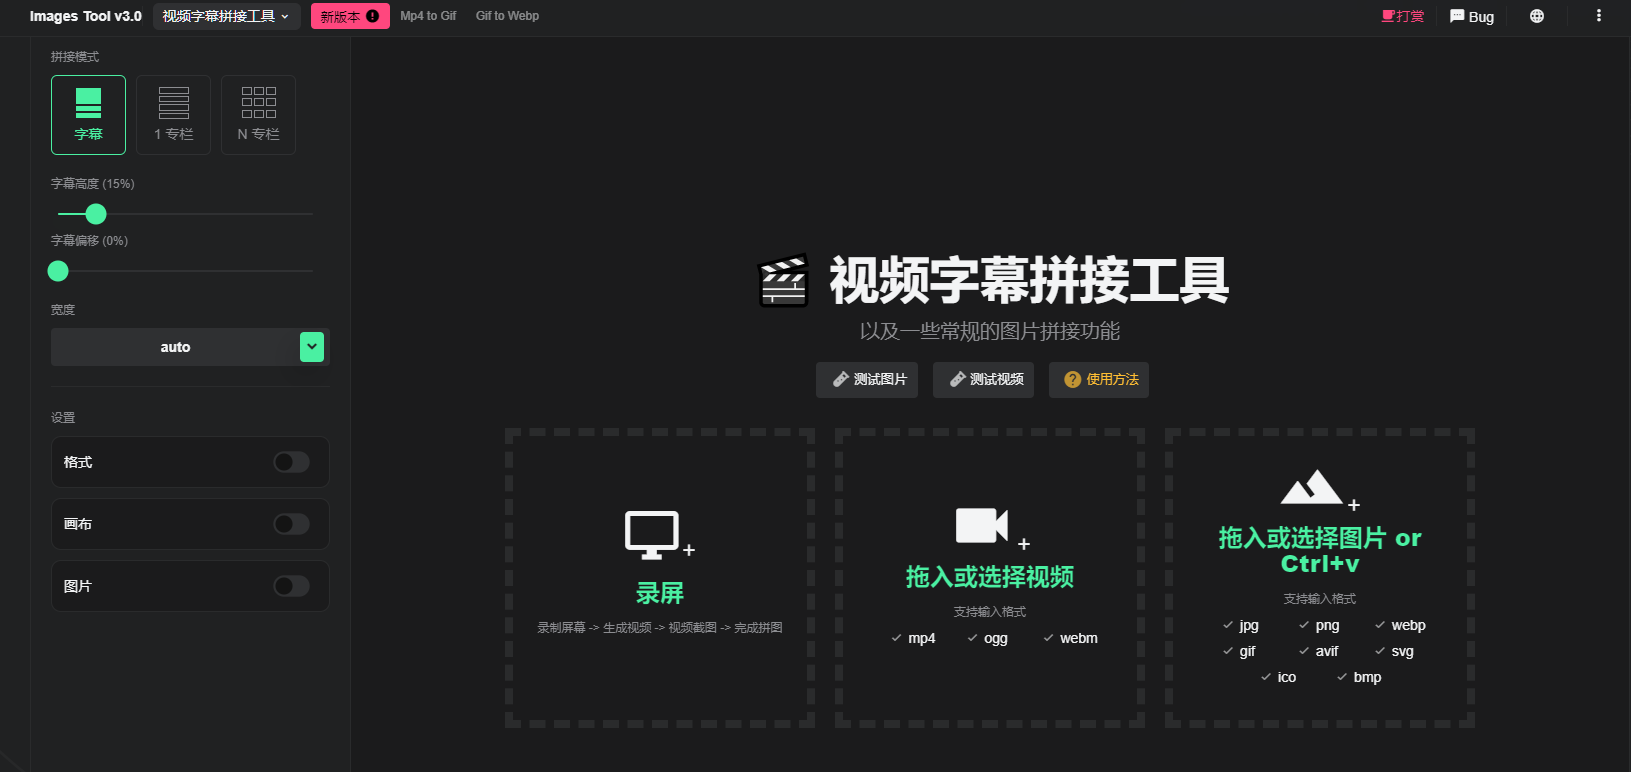 Images Tool v3.0 视频字幕拼接工具 新版本 Mp4 to Gif Gif to Webp 打赏 Bug
拼接模式
字幕 1 专栏 N 专栏
字幕高度 (15%)
字幕偏移 (0%)
宽度
auto
设置
格式
画布
图片
视频字幕拼接工具
以及一些常规的图片拼接功能
测试图片 测试视频 使用方法
录屏
录制屏幕 -> 生成视频 -> 视频截图 -> 完成拼图
拖入或选择视频
支持输入格式
mp4 ogg webm
拖入或选择图片 or
Ctrl+v
支持输入格式
jpg png webp
gif avif svg
ico bmp